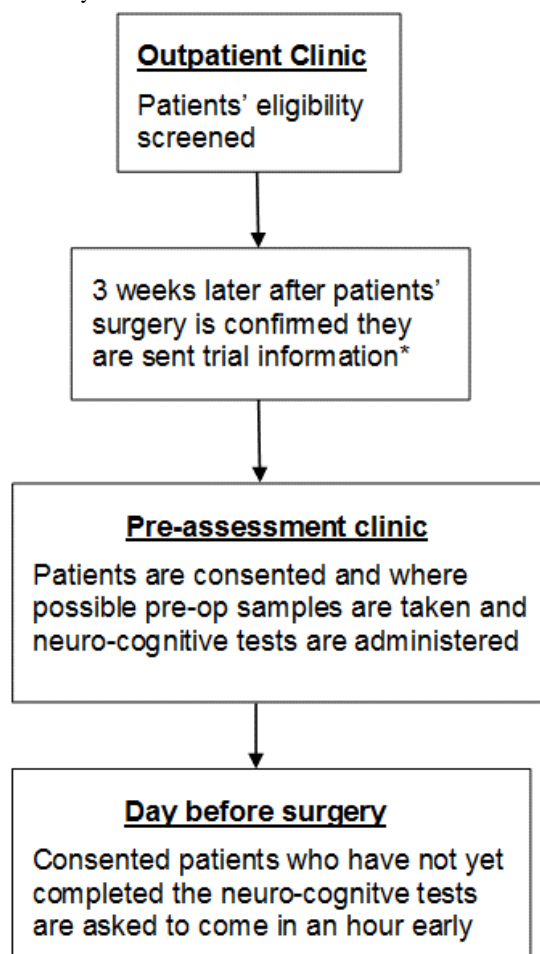 Outpatient Clinic
Patients’ eligibility
screened
3 weeks later after patients’
surgery is confirmed they
are sent trial information*
Pre-assessment clinic
Patients are consented and where
possible pre-op samples are taken and
neuro-cognitive tests are administered
Day before surgery
Consented patients who have not yet
completed the neuro-cognitve tests
are asked to come in an hour early